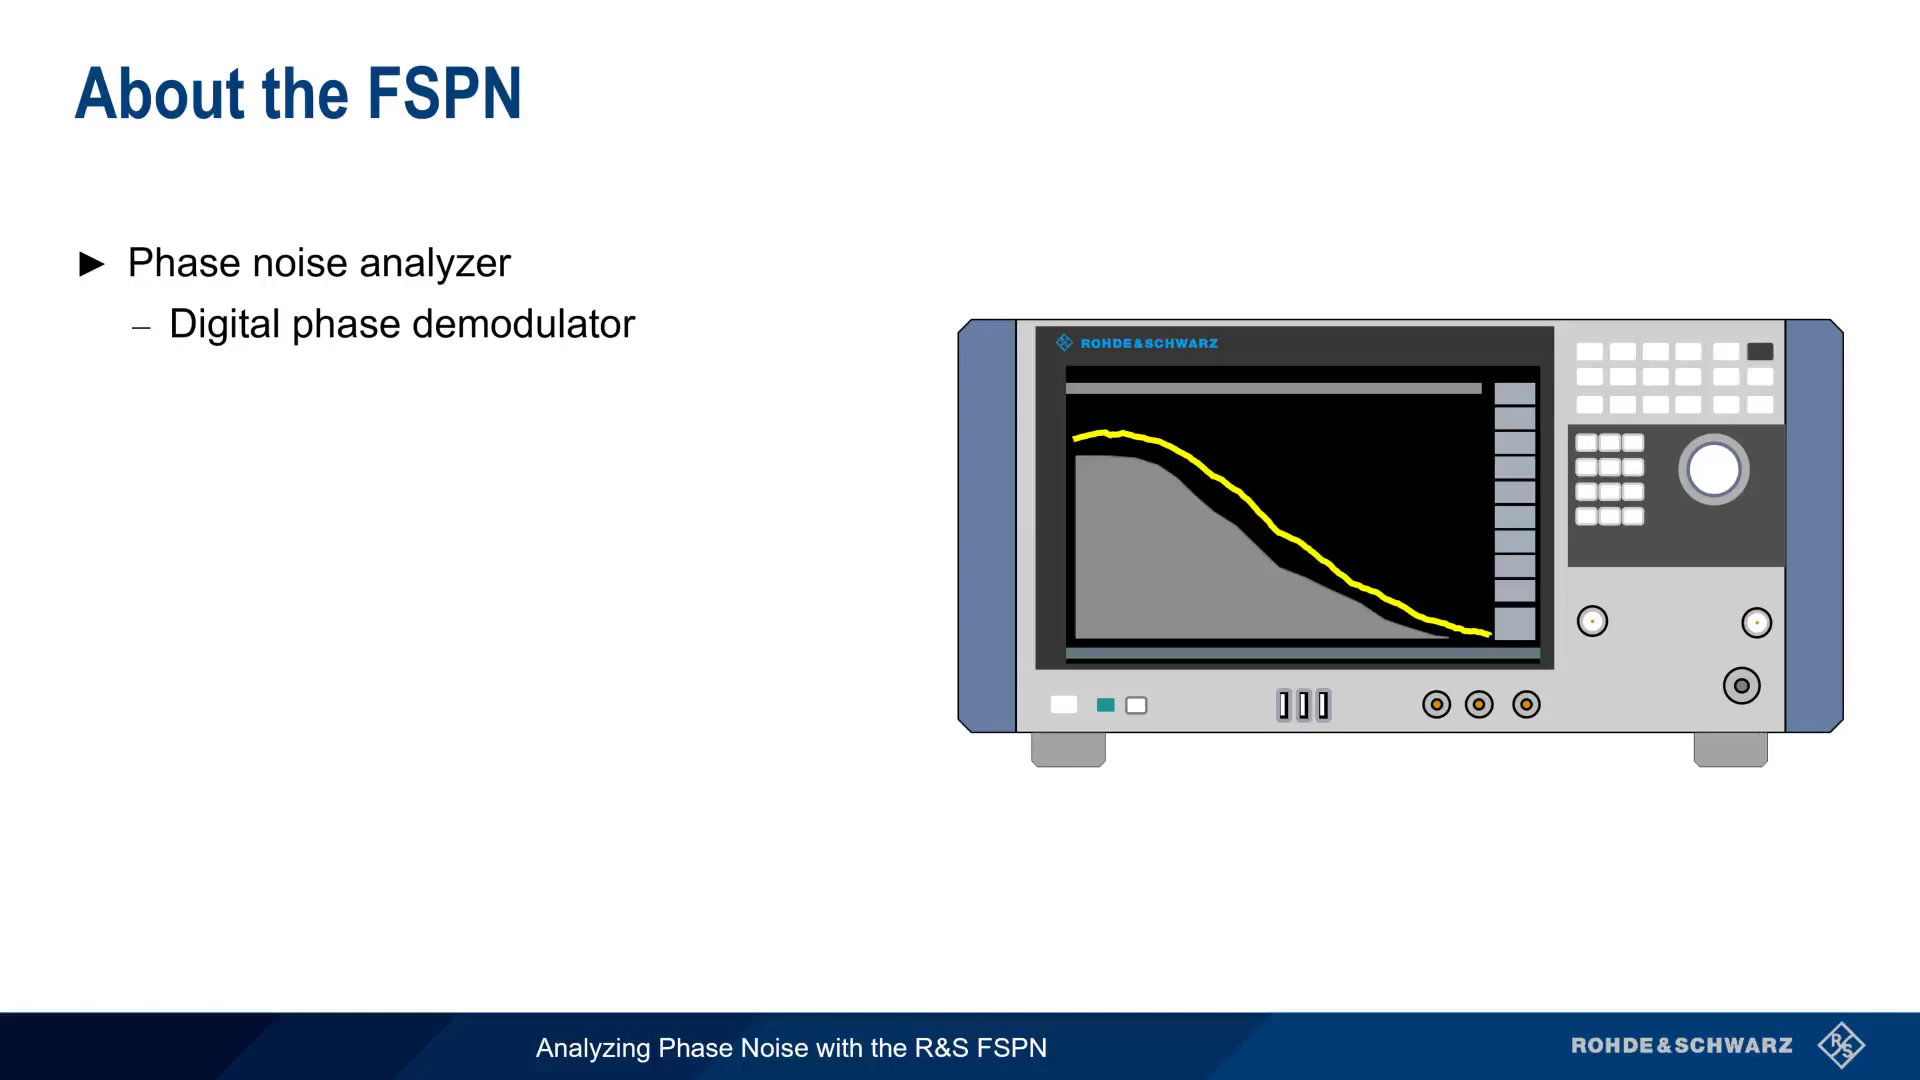 About the FSPN
► Phase noise analyzer
– Digital phase demodulator
ROHDE&SCHWARZ
Analyzing Phase Noise with the R&S FSPN
ROHDE&SCHWARZ
R&S